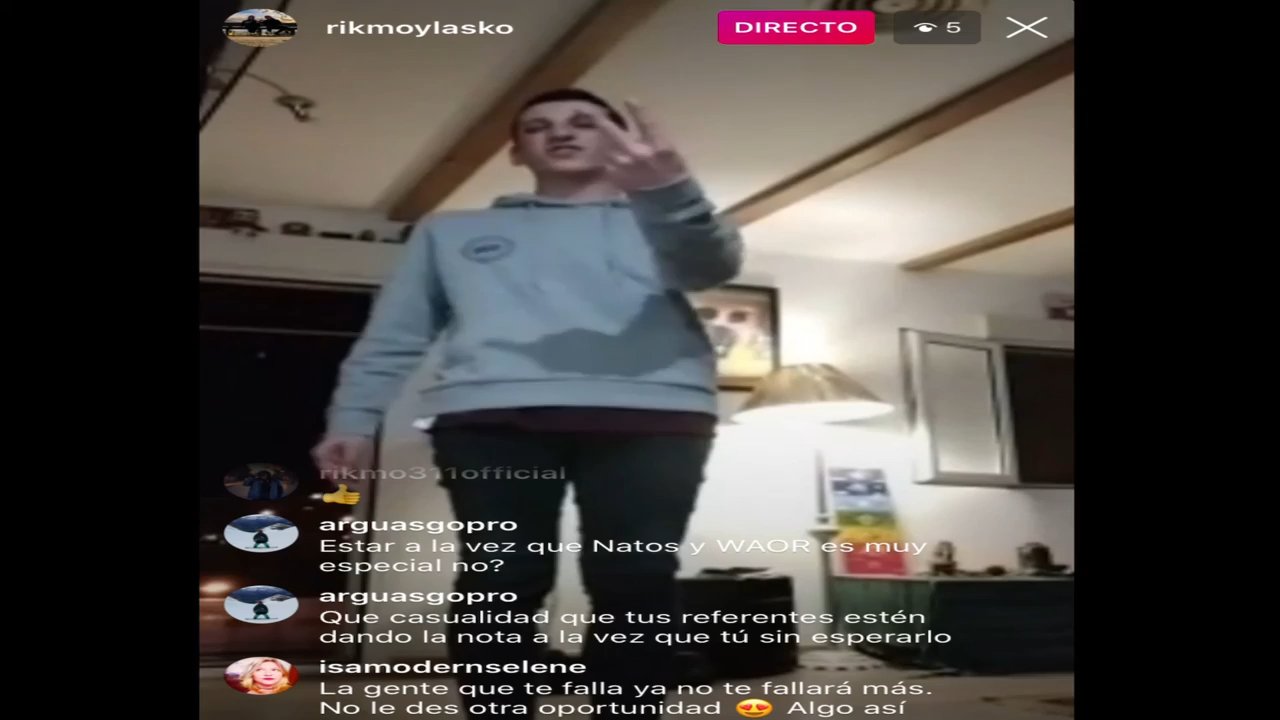 rikmoylasko
DIRECTO
5
rikmo311official
arguasgopro
Estar a la vez que Natos y WAOR es muy
especial no?
arguasgopro
Que casualidad que tus referentes estén
dando la nota a la vez que tú sin esperarlo
isamodernselene
La gente que te falla ya no te fallará más.
No le des otra oportunidad 😍 Algo así